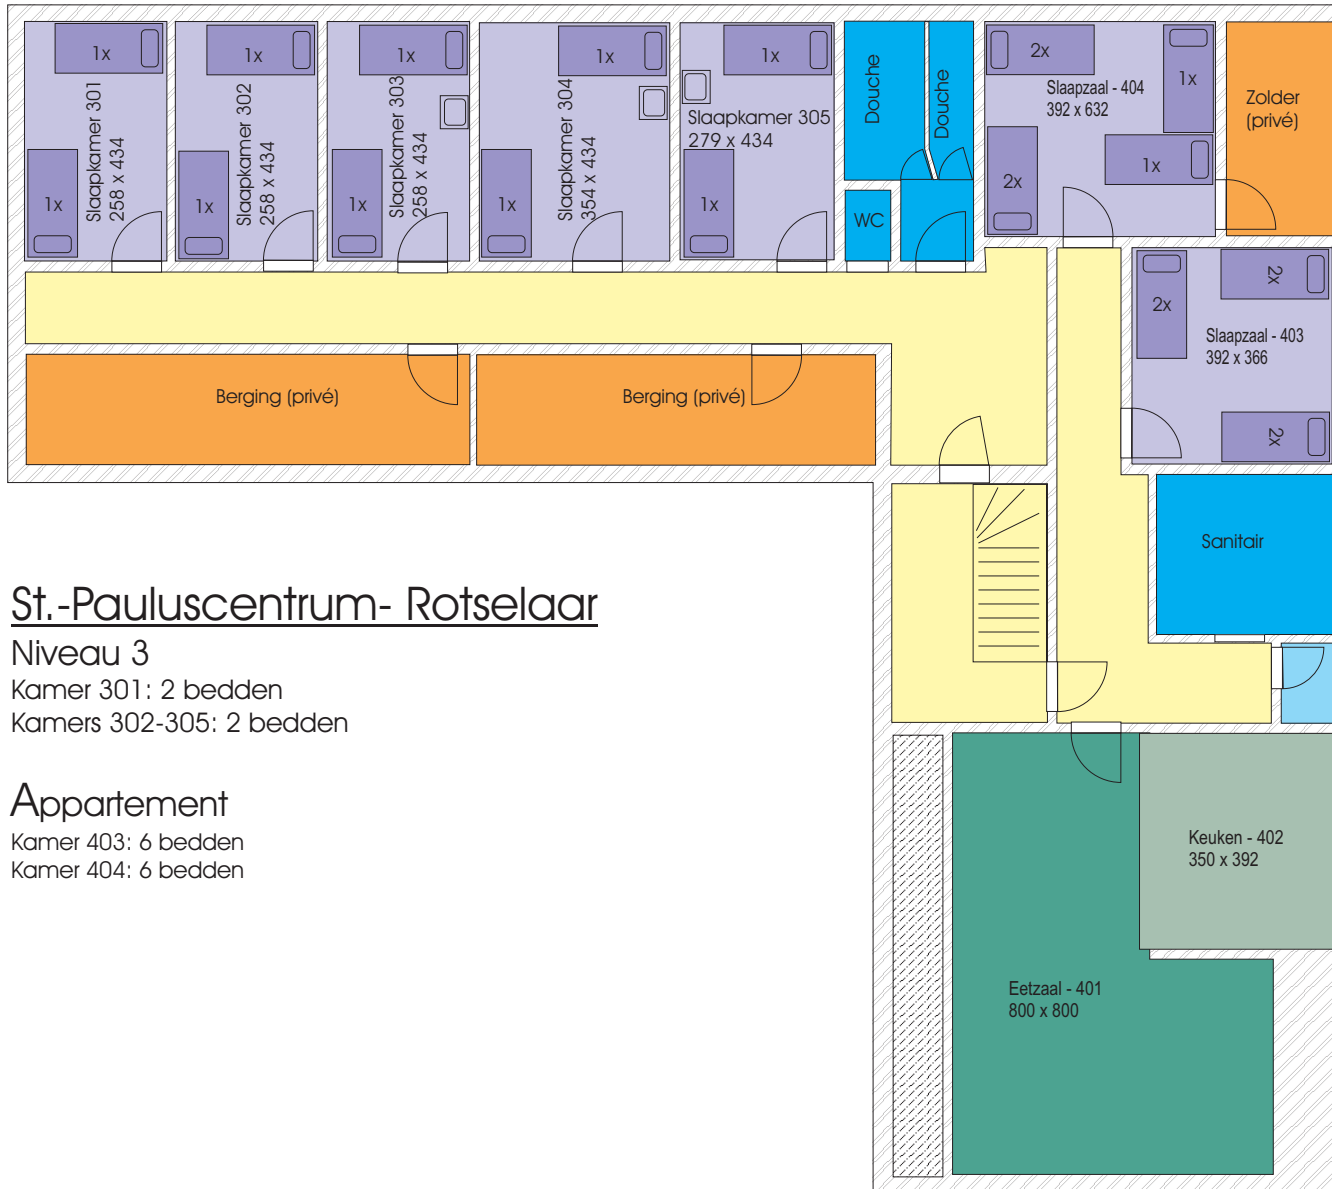 1x
1x
Slaapkamer 301
258 x 434
1x
1x
Slaapkamer 302
258 x 434
1x
1x
Slaapkamer 303
258 x 434
1x
1x
Slaapkamer 304
354 x 434
1x
1x
Slaapkamer 305
279 x 434
Douche
Douche
WC
2x
1x
Slaapzaal - 404
392 x 632
2x
1x
Zolder
(privé)
2x
2x
Slaapzaal - 403
392 x 366
2x
Berging (privé)
Berging (privé)
Sanitair
St.-Pauluscentrum- Rotselaar
Niveau 3
Kamer 301: 2 bedden
Kamers 302-305: 2 bedden
Appartement
Kamer 403: 6 bedden
Kamer 404: 6 bedden
Keuken - 402
350 x 392
Eetzaal - 401
800 x 800